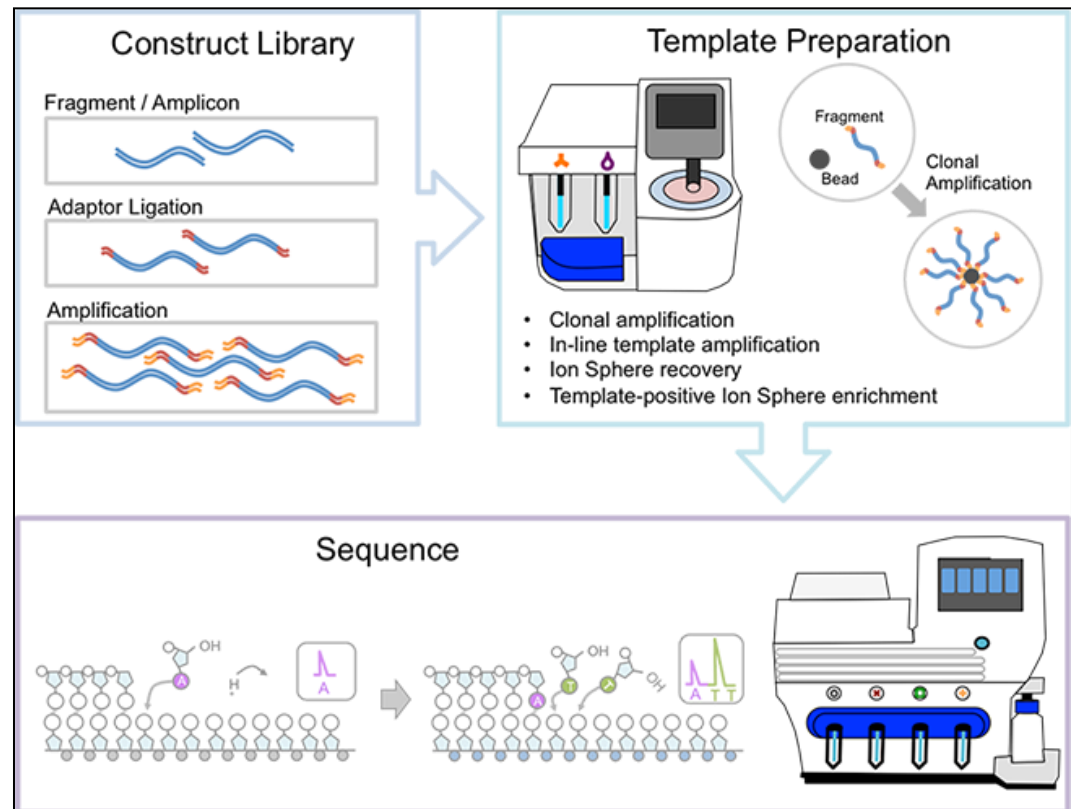 Construct Library
Fragment / Amplicon
Adaptor Ligation
Amplification
Template Preparation
Fragment
Bead
Clonal
Amplification
• Clonal amplification
• In-line template amplification
• Ion Sphere recovery
• Template-positive Ion Sphere enrichment
Sequence
OH
A
H
A
OH
OH
A
T
T
A T T